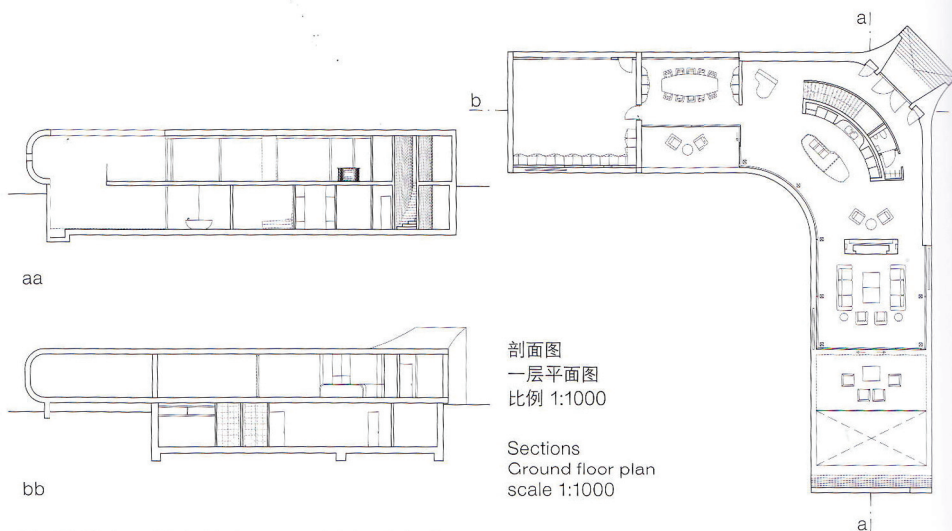 a
b
aa
剖面图
一层平面图
比例 1:1000
Sections
Ground floor plan
scale 1:1000
bb
a